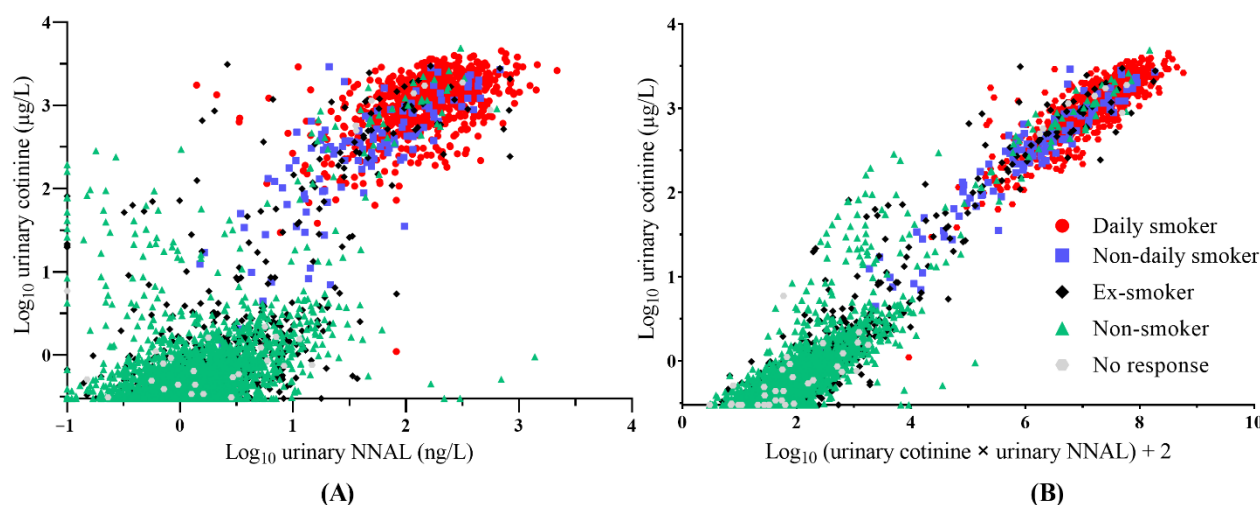 4
3
2
1
0
−1
0
1
2
3
4
Log₁₀ urinary cotinine (µg/L)
Log₁₀ urinary NNAL (ng/L)
(A)
4
3
2
1
0
0
2
4
6
8
10
Log₁₀ urinary cotinine (µg/L)
Log₁₀ (urinary cotinine × urinary NNAL) + 2
Daily smoker
Non-daily smoker
Ex-smoker
Non-smoker
No response
(B)